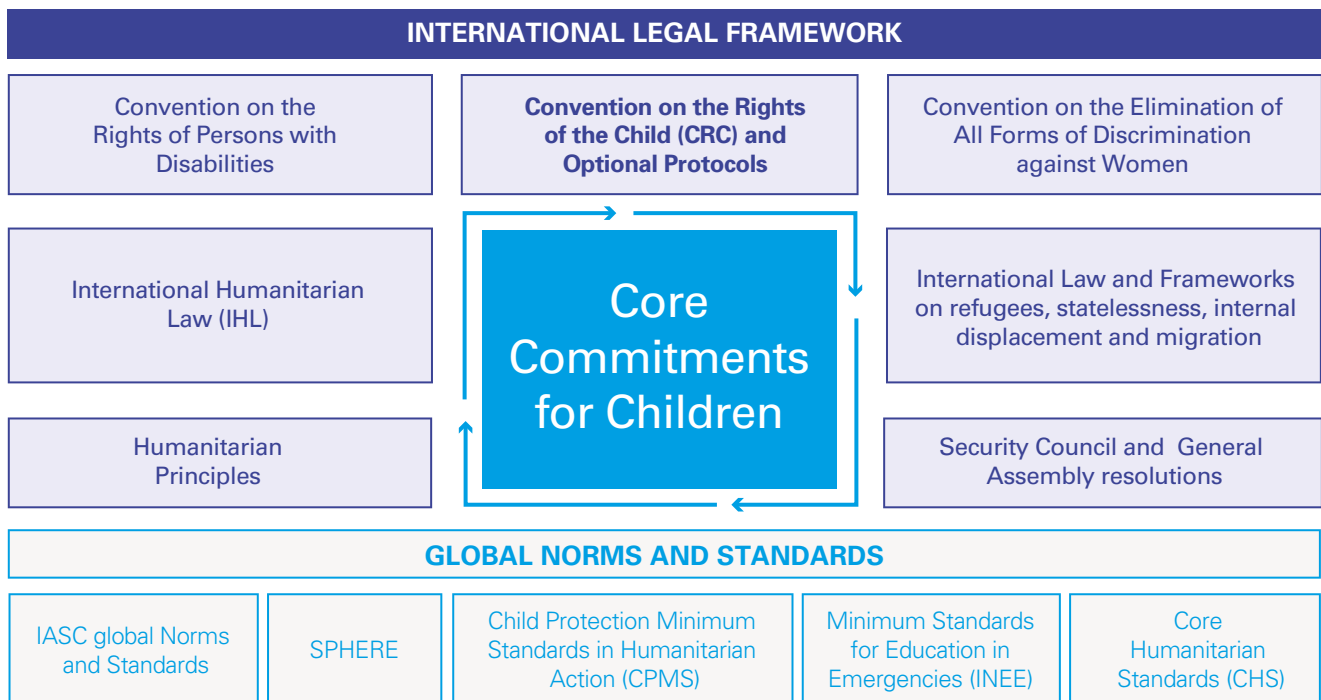 INTERNATIONAL LEGAL FRAMEWORK
Convention on the
Rights of Persons with
Disabilities
Convention on the Rights
of the Child (CRC) and
Optional Protocols
Convention on the Elimination of
All Forms of Discrimination
against Women
International Humanitarian
Law (IHL)
Core
Commitments
for Children
International Law and Frameworks
on refugees, statelessness, internal
displacement and migration
Humanitarian
Principles
Security Council and General
Assembly resolutions
GLOBAL NORMS AND STANDARDS
IASC global Norms
and Standards
SPHERE
Child Protection Minimum
Standards in Humanitarian
Action (CPMS)
Minimum Standards
for Education in
Emergencies (INEE)
Core
Humanitarian
Standards (CHS)